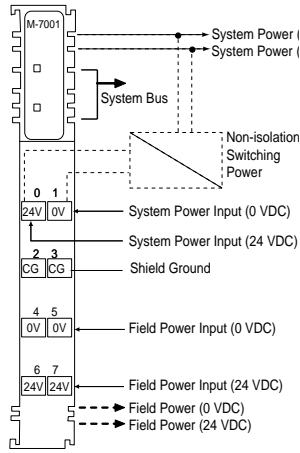 M-7001
System Power (
System Power (
System Bus
Non-isolation
Switching
Power
0 1
24V 0V
System Power Input (0 VDC)
System Power Input (24 VDC)
2 3
CG CG
Shield Ground
4 5
0V 0V
Field Power Input (0 VDC)
6 7
24V 24V
Field Power Input (24 VDC)
Field Power (0 VDC)
Field Power (24 VDC)